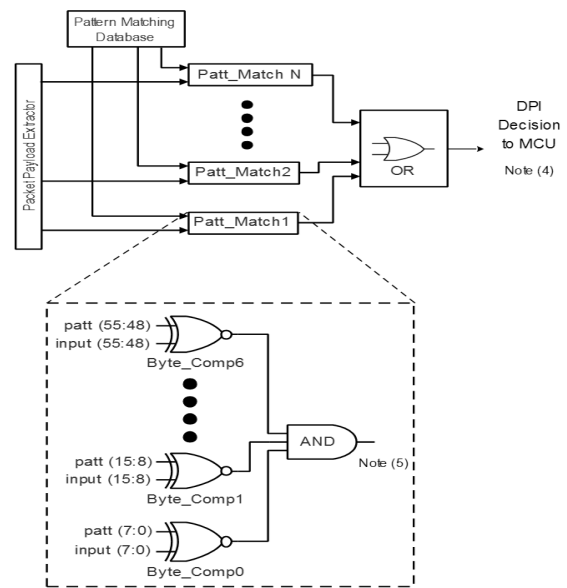 Pattern Matching
Database
Packet Payload Extractor
Patt_Match N
Patt_Match2
Patt_Match1
OR
DPI
Decision
to MCU
Note (4)
patt (55:48)
input (55:48)
Byte_Comp6
patt (15:8)
input (15:8)
Byte_Comp1
patt (7:0)
input (7:0)
Byte_Comp0
AND
Note (5)